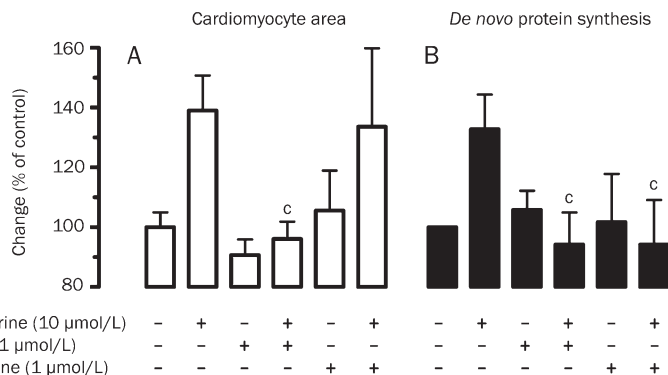 Cardiomyocyte area De novo protein synthesis
160 A B
140
120
c c
100
80
Change (% of control)
rine (10 μmol/L) – + – + – + – + – + – +
1 μmol/L) – – + + – – – – + + – –
ine (1 μmol/L) – – – – + + – – – – + +